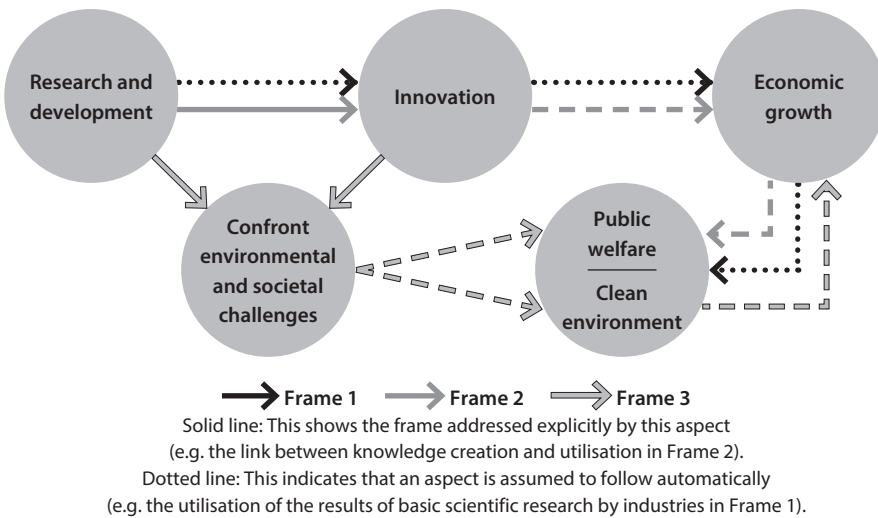 Research and
development
Innovation
Economic
growth
Confront
environmental
and societal
challenges
Public
welfare
Clean
environment
Frame 1 Frame 2 Frame 3
Solid line: This shows the frame addressed explicitly by this aspect
(e.g. the link between knowledge creation and utilisation in Frame 2).
Dotted line: This indicates that an aspect is assumed to follow automatically
(e.g. the utilisation of the results of basic scientific research by industries in Frame 1).